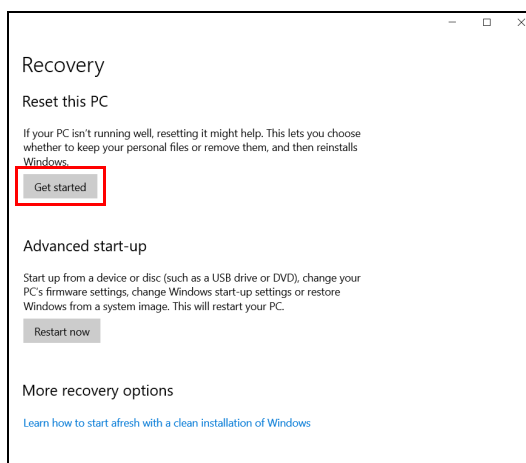 Recovery
Reset this PC
If your PC isn't running well, resetting it might help. This lets you choose
whether to keep your personal files or remove them, and then reinstalls
Windows.
Get started
Advanced start-up
Start up from a device or disc (such as a USB drive or DVD), change your
PC's firmware settings, change Windows start-up settings or restore
Windows from a system image. This will restart your PC.
Restart now
More recovery options
Learn how to start afresh with a clean installation of Windows